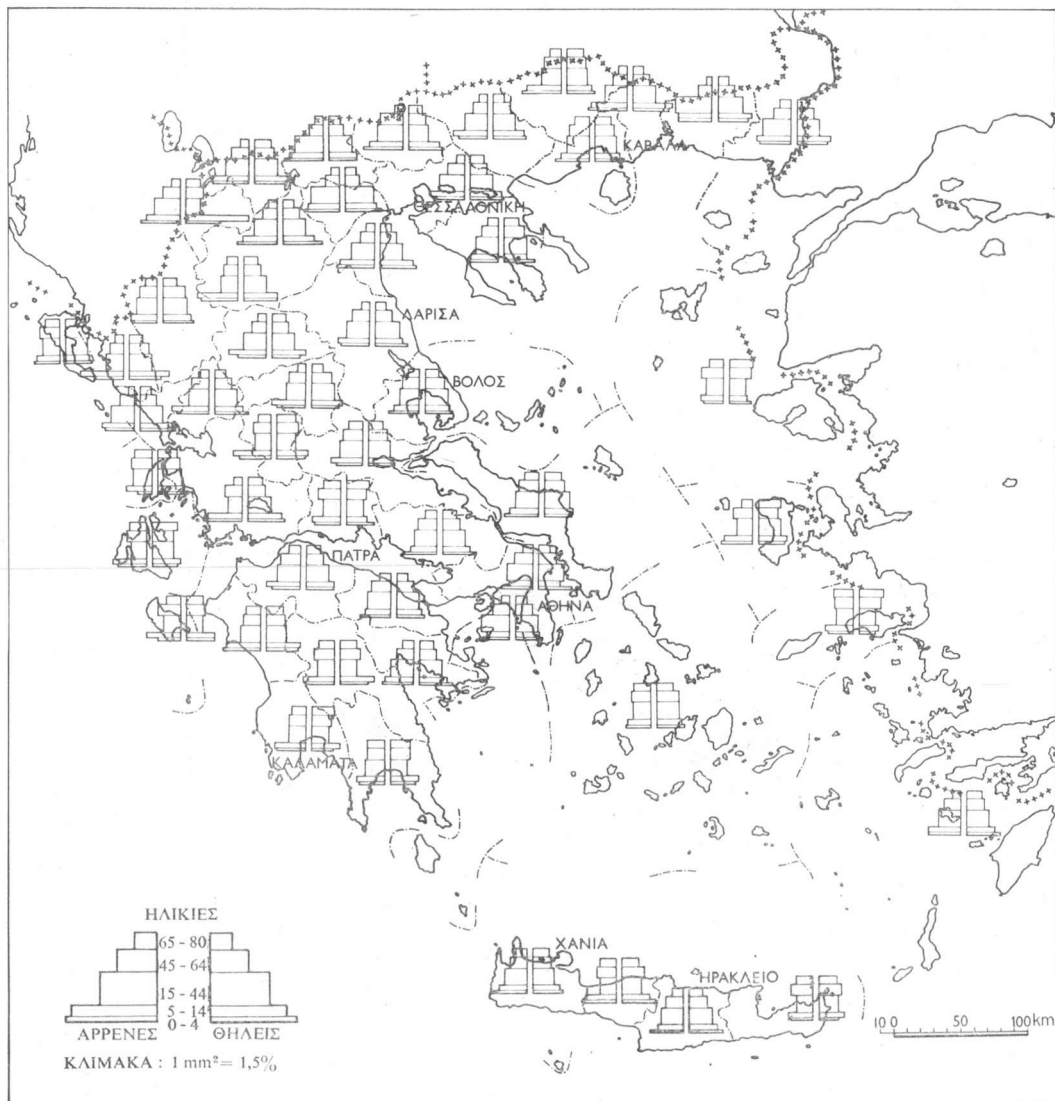 ΚΑΒΑΛΑ
ΘΕΣΣΑΛΟΝΙΚΗ
ΛΑΡΙΣΑ
ΒΟΛΟΣ
ΠΑΤΡΑ
ΑΘΗΝΑ
ΚΑΛΑΜΑΤΑ
ΧΑΝΙΑ
ΗΡΑΚΛΕΙΟ
ΗΛΙΚΙΕΣ
65 - 80
45 - 64
15 - 44
5 - 14
0 - 4
ΑΡΡΕΝΕΣ ΘΗΛΕΙΣ
ΚΛΙΜΑΚΑ : 1 mm² = 1,5%
10 0 50 100km